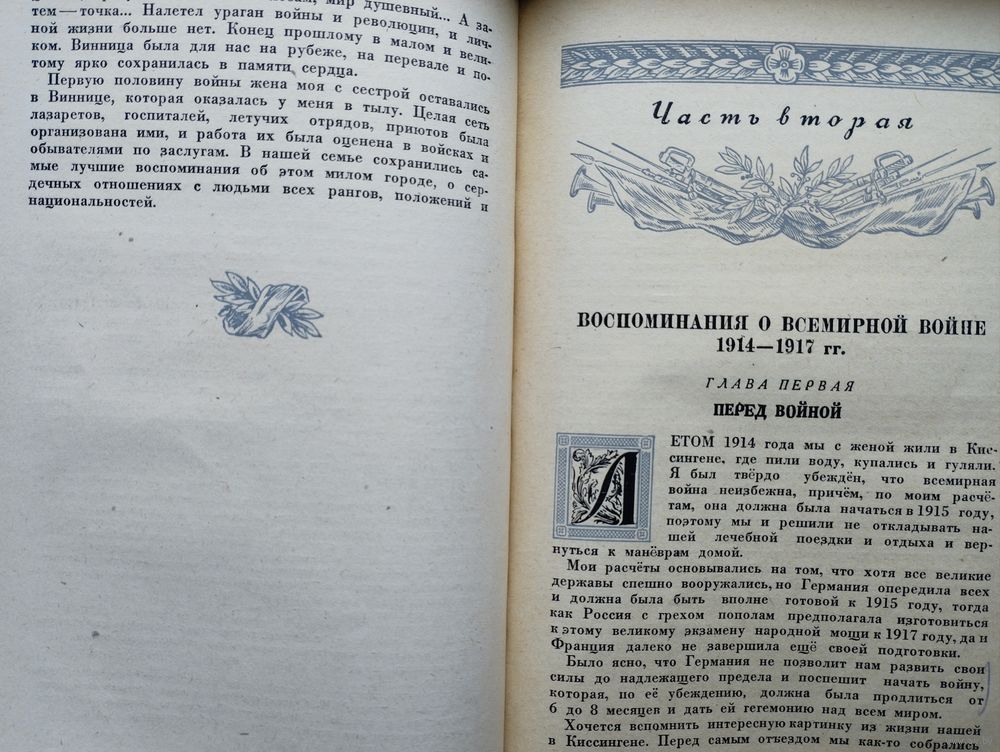 мир душевный... А за-
тем — точка... Налетел ураган войны и революции, и
ной жизни больше нет. Конец прошлому в малом и вели-
ком. Винница была для нас на рубеже, на перевале и по-
тому ярко сохранилась в памяти сердца.
Первую половину войны жена моя с сестрой оставались
в Виннице, которая оказалась у меня в тылу. Целая сеть
лазаретов, госпиталей, летучих отрядов, приютов была
организована ими, и работа их была оценена в войсках и
обывателями по заслугам. В нашей семье сохранились са-
мые лучшие воспоминания об этом милом городе, о сер-
дечных отношениях с людьми всех рангов, положений и
национальностей.
Часть вторая
ВОСПОМИНАНИЯ О ВСЕМИРНОЙ ВОЙНЕ
1914—1917 гг.
ГЛАВА ПЕРВАЯ
ПЕРЕД ВОЙНОЙ
ЛЕТОМ 1914 года мы с женой жили в Кис-
сингене, где пили воду, купались и гуляли.
Я был твёрдо убеждён, что всемирная
война неизбежна, причём, по моим расчё-
там, она должна была начаться в 1915 году,
поэтому мы и решили не откладывать на-
шей лечебной поездки и отдыха и вер-
нуться к манёврам домой.
Мои расчёты основывались на том, что хотя все великие
державы спешно вооружались, но Германия опередила всех
и должна была быть вполне готовой к 1915 году, тогда
как Россия с грехом пополам предполагала изготовиться
к этому великому экзамену народной мощи к 1917 году, да и
Франция далеко не завершила ещё своей подготовки.
Было ясно, что Германия не позволит нам развить свои
силы до надлежащего предела и поспешит начать войну,
которая, по её убеждению, должна была продлиться от
6 до 8 месяцев и дать ей гегемонию над всем миром.
Хочется вспомнить интересную картинку из жизни нашей
в Киссингене. Перед самым отъездом мы как-то собрались